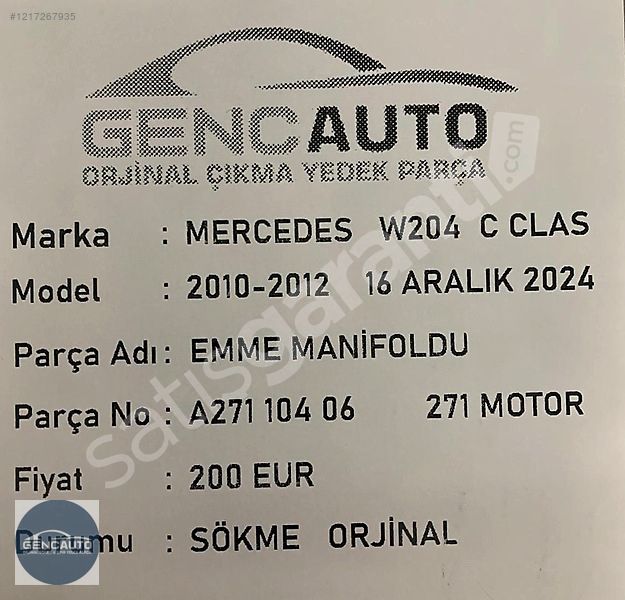 #1217267935
GENCAUTO
ORJİNAL ÇIKMA YEDEK PARÇA
satışgaranti.com
Marka : MERCEDES W204 C CLAS
Model : 2010-2012 16 ARALIK 2024
Parça Adı : EMME MANİFOLDU
Parça No : A271 104 06 271 MOTOR
Fiyat : 200 EUR
Durumu : SÖKME ORJİNAL
GENCAUTO